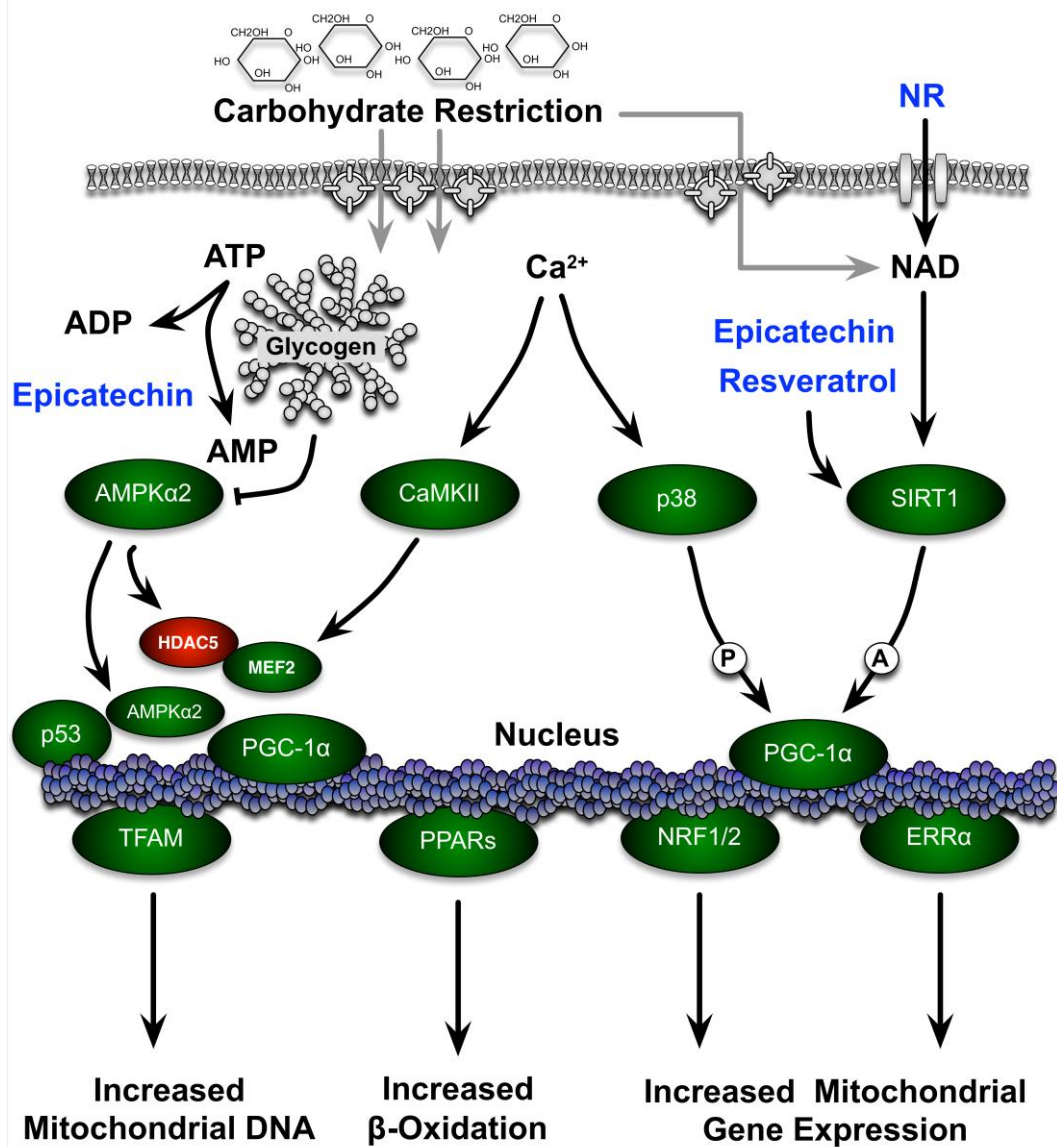 CH2OH O
HO OH OH
CH2OH O
HO OH OH OH
CH2OH O
HO OH OH OH
CH2OH O
OH OH OH
Carbohydrate Restriction
NR
ATP
ADP
Glycogen
Epicatechin
AMP
Ca²⁺
NAD
Epicatechin
Resveratrol
AMPKα2
CaMKII
p38
SIRT1
HDAC5
MEF2
P
A
AMPKα2
p53
PGC-1α
Nucleus
PGC-1α
TFAM
PPARs
NRF1/2
ERRα
Increased
Mitochondrial DNA
Increased
β-Oxidation
Increased Mitochondrial
Gene Expression